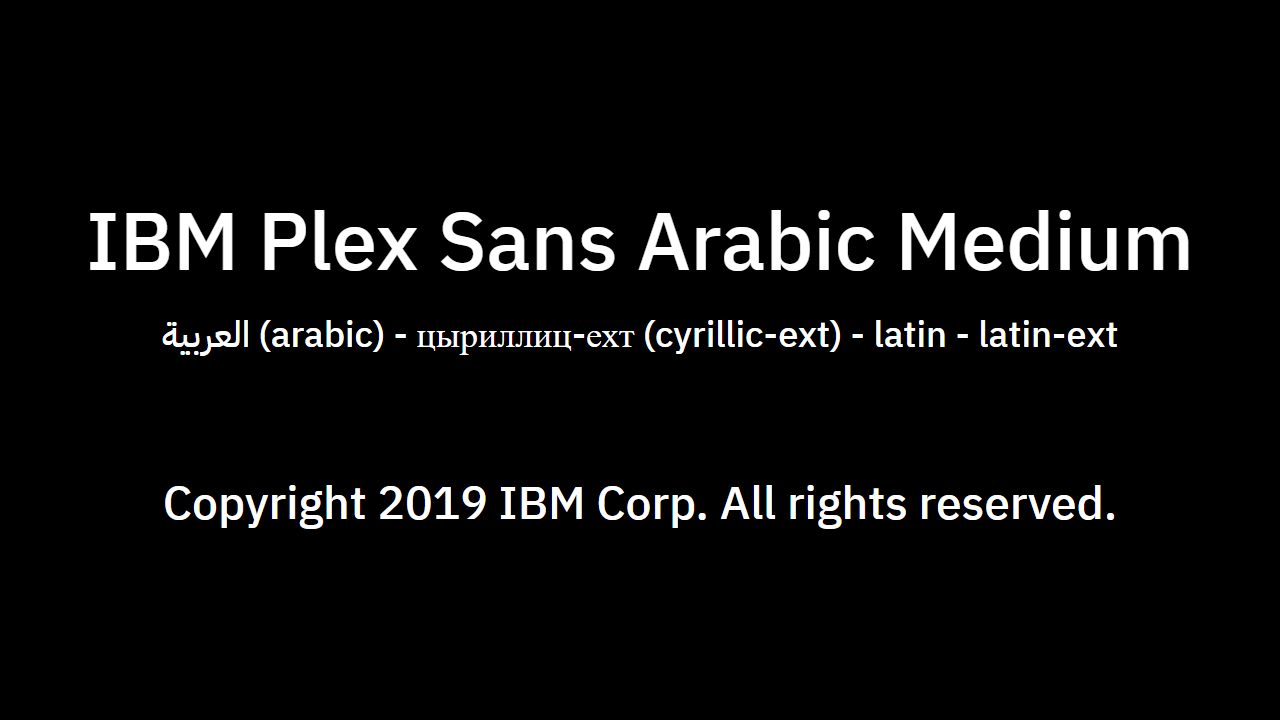 IBM Plex Sans Arabic Medium
العربية (arabic) - цыриллиц-ехт (cyrillic-ext) - latin - latin-ext
Copyright 2019 IBM Corp. All rights reserved.